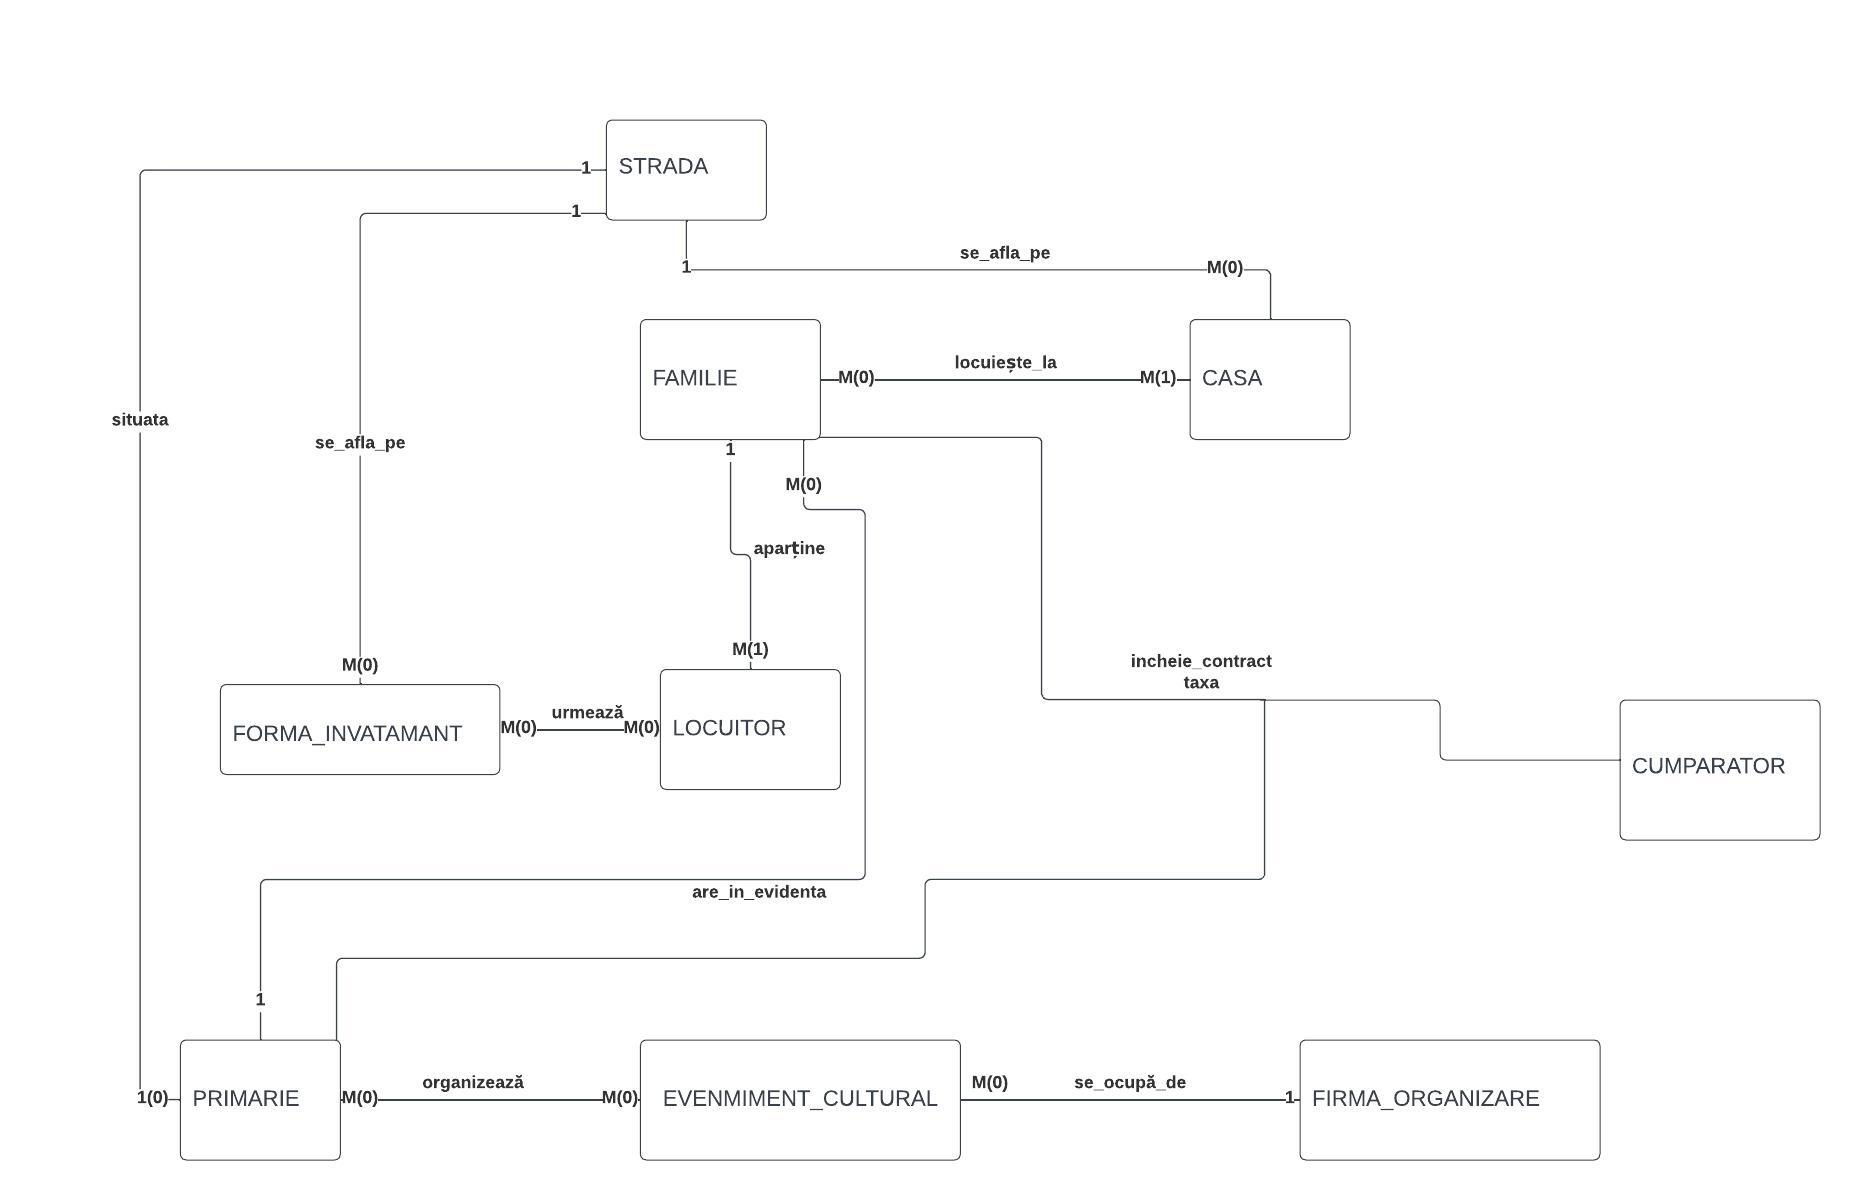 1
STRADA
1
se_afla_pe
1
M(0)
locuiește_la
FAMILIE
M(0)
M(1)
CASA
situata
se_afla_pe
1
M(0)
aparține
M(1)
M(0)
incheie_contract
taxa
urmează
FORMA_INVATAMANT
M(0)
M(0)
LOCUITOR
CUMPARATOR
are_in_evidenta
1
organizează
M(0)
se_ocupă_de
1(0)
PRIMARIE
M(0)
M(0)
EVENMIMENT_CULTURAL
1
FIRMA_ORGANIZARE